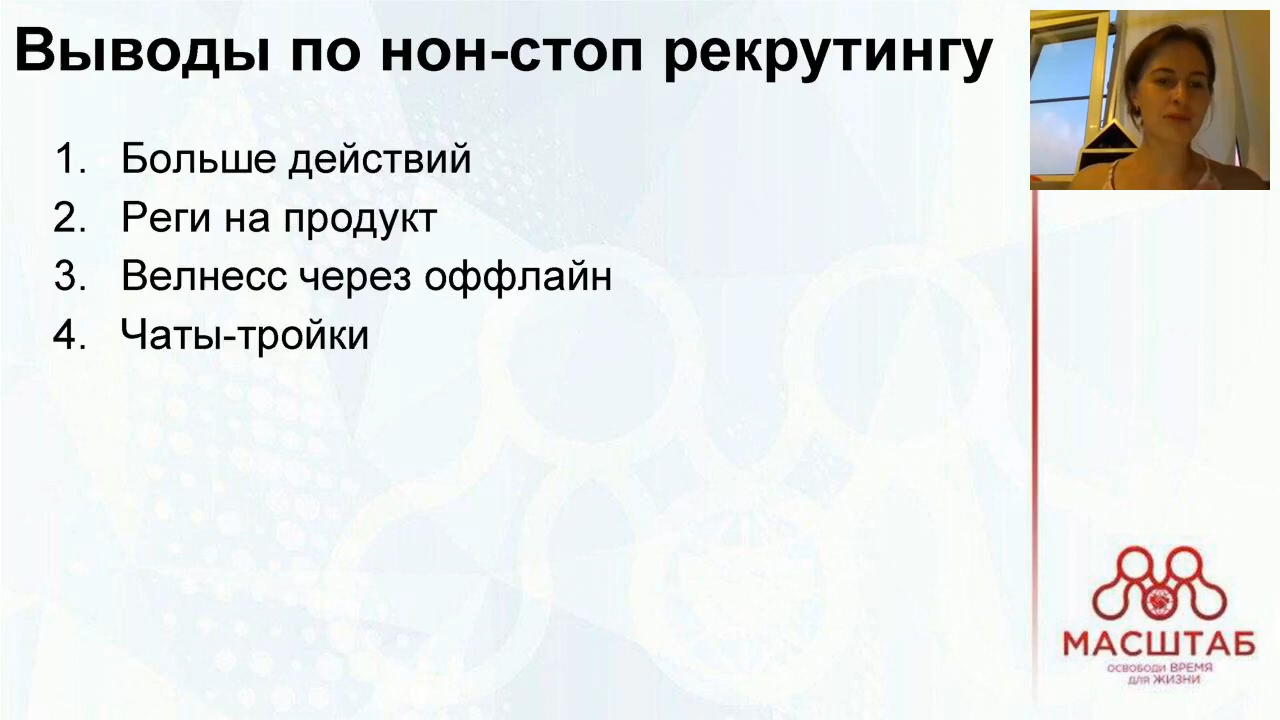 Выводы по нон-стоп рекрутингу
1. Больше действий
2. Реги на продукт
3. Велнесс через оффлайн
4. Чаты-тройки
МАСШТАБ
ОСВОБОДИ ВРЕМЯ
для ЖИЗНИ